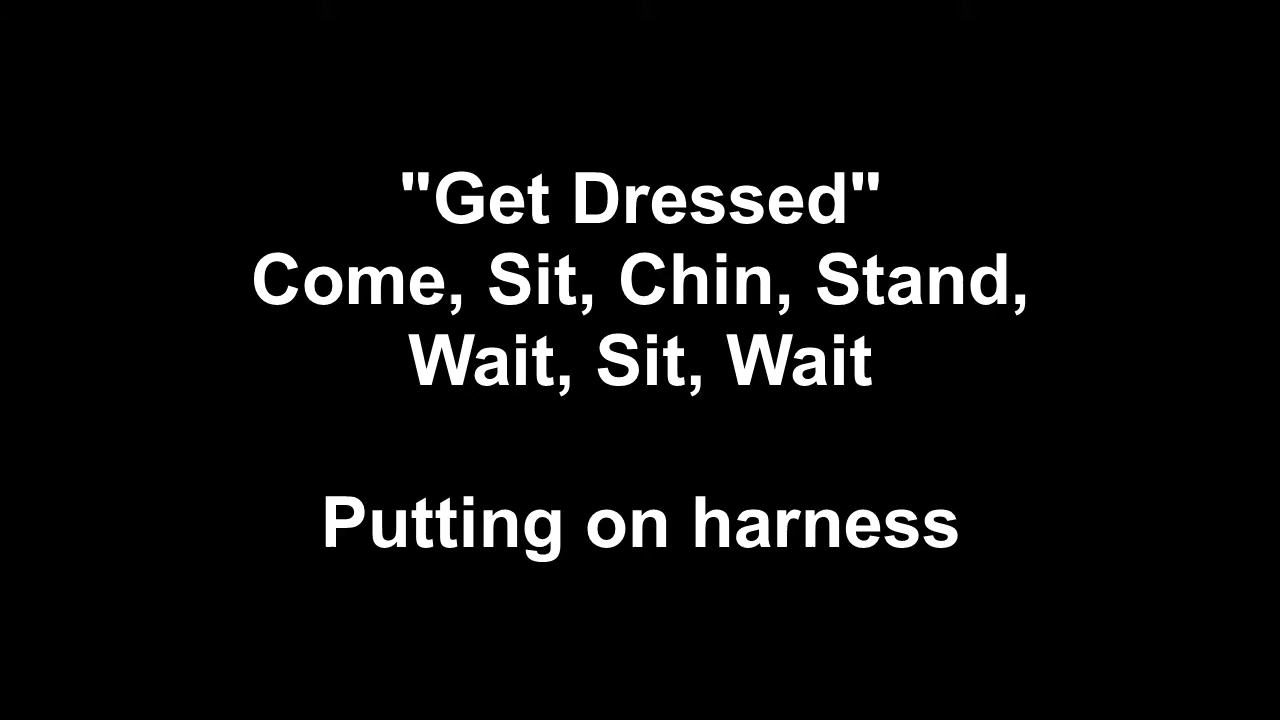 "Get Dressed"
Come, Sit, Chin, Stand,
Wait, Sit, Wait
Putting on harness